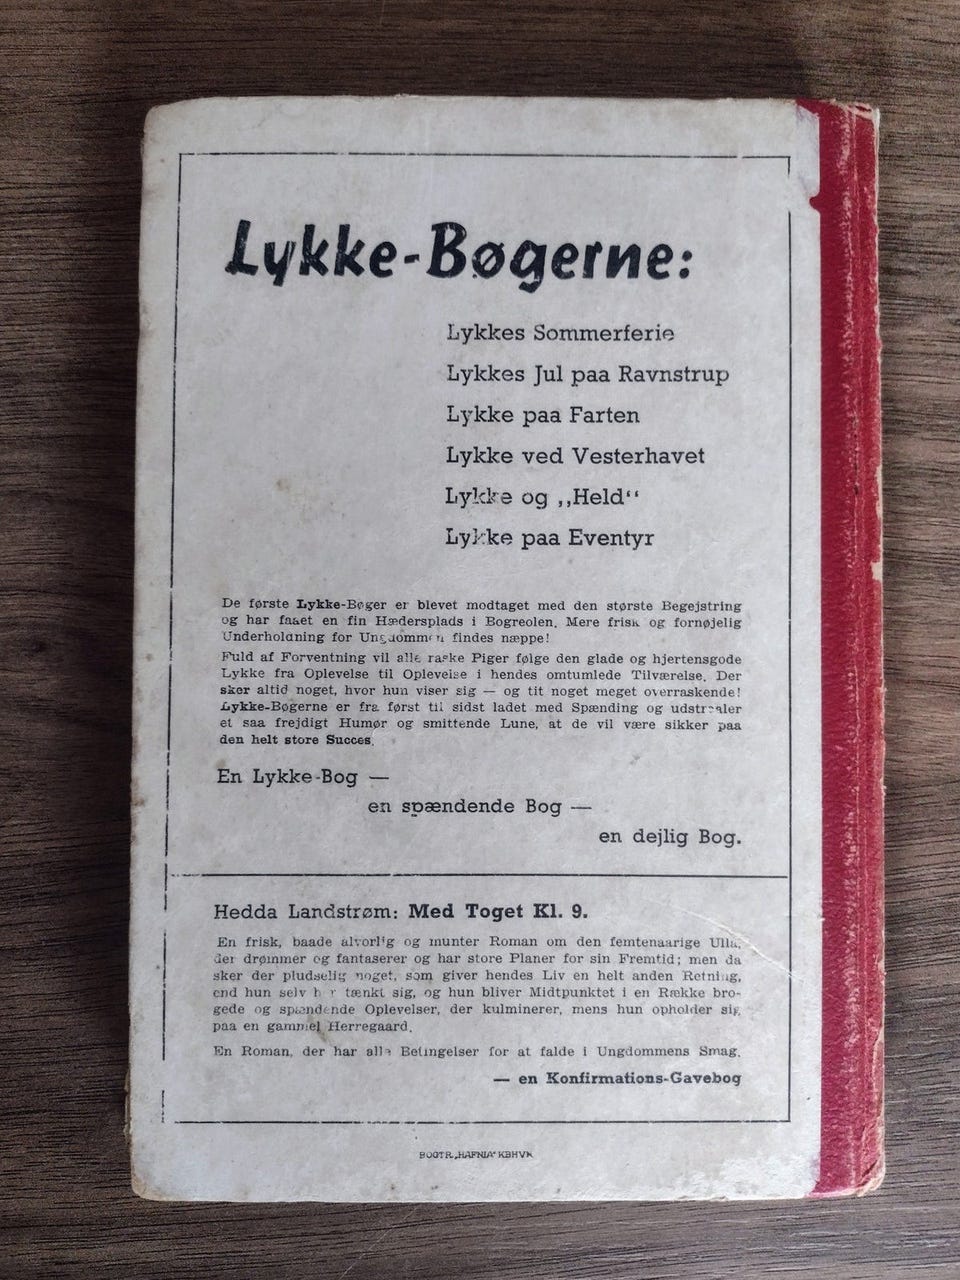 Lykke-Bøgerne:
Lykkes Sommerferie
Lykkes Jul paa Ravnstrup
Lykke paa Farten
Lykke ved Vesterhavet
Lykke og „Held“
Lykke paa Eventyr
De første Lykke-Bøger er blevet modtaget med den største Begejstring
og har faaet en fin Hædersplads i Bogreolen. Mere frisk og fornøjelig
Underholdning for Ungdommen findes næppe!
Fuld af Forventning vil alle raske Piger følge den glade og hjertensgode
Lykke fra Oplevelse til Oplevelse i hendes omtumlede Tilværelse. Der
sker altid noget, hvor hun viser sig — og tit noget meget overraskende!
Lykke-Bøgerne er fra først til sidst ladet med Spænding og udstraaler
et saa frejdigt Humør og smittende Lune, at de vil være sikker paa
den helt store Succes.
En Lykke-Bog —
en spændende Bog —
en dejlig Bog.
Hedda Landstrøm: Med Toget Kl. 9.
En frisk, baade alvorlig og munter Roman om den femtenaarige Ulla,
der drømmer og fantaserer og har store Planer for sin Fremtid; men da
sker der pludselig noget, som giver hendes Liv en helt anden Retning,
end hun selv har tænkt sig, og hun bliver Midtpunktet i en Række bro-
gede og spændende Oplevelser, der kulminerer, mens hun opholder sig
paa en gammel Herregaard.
En Roman, der har alle Betingelser for at falde i Ungdommens Smag.
— en Konfirmations-Gavebog
BOGTR. „HAFNIA“ KBHVN